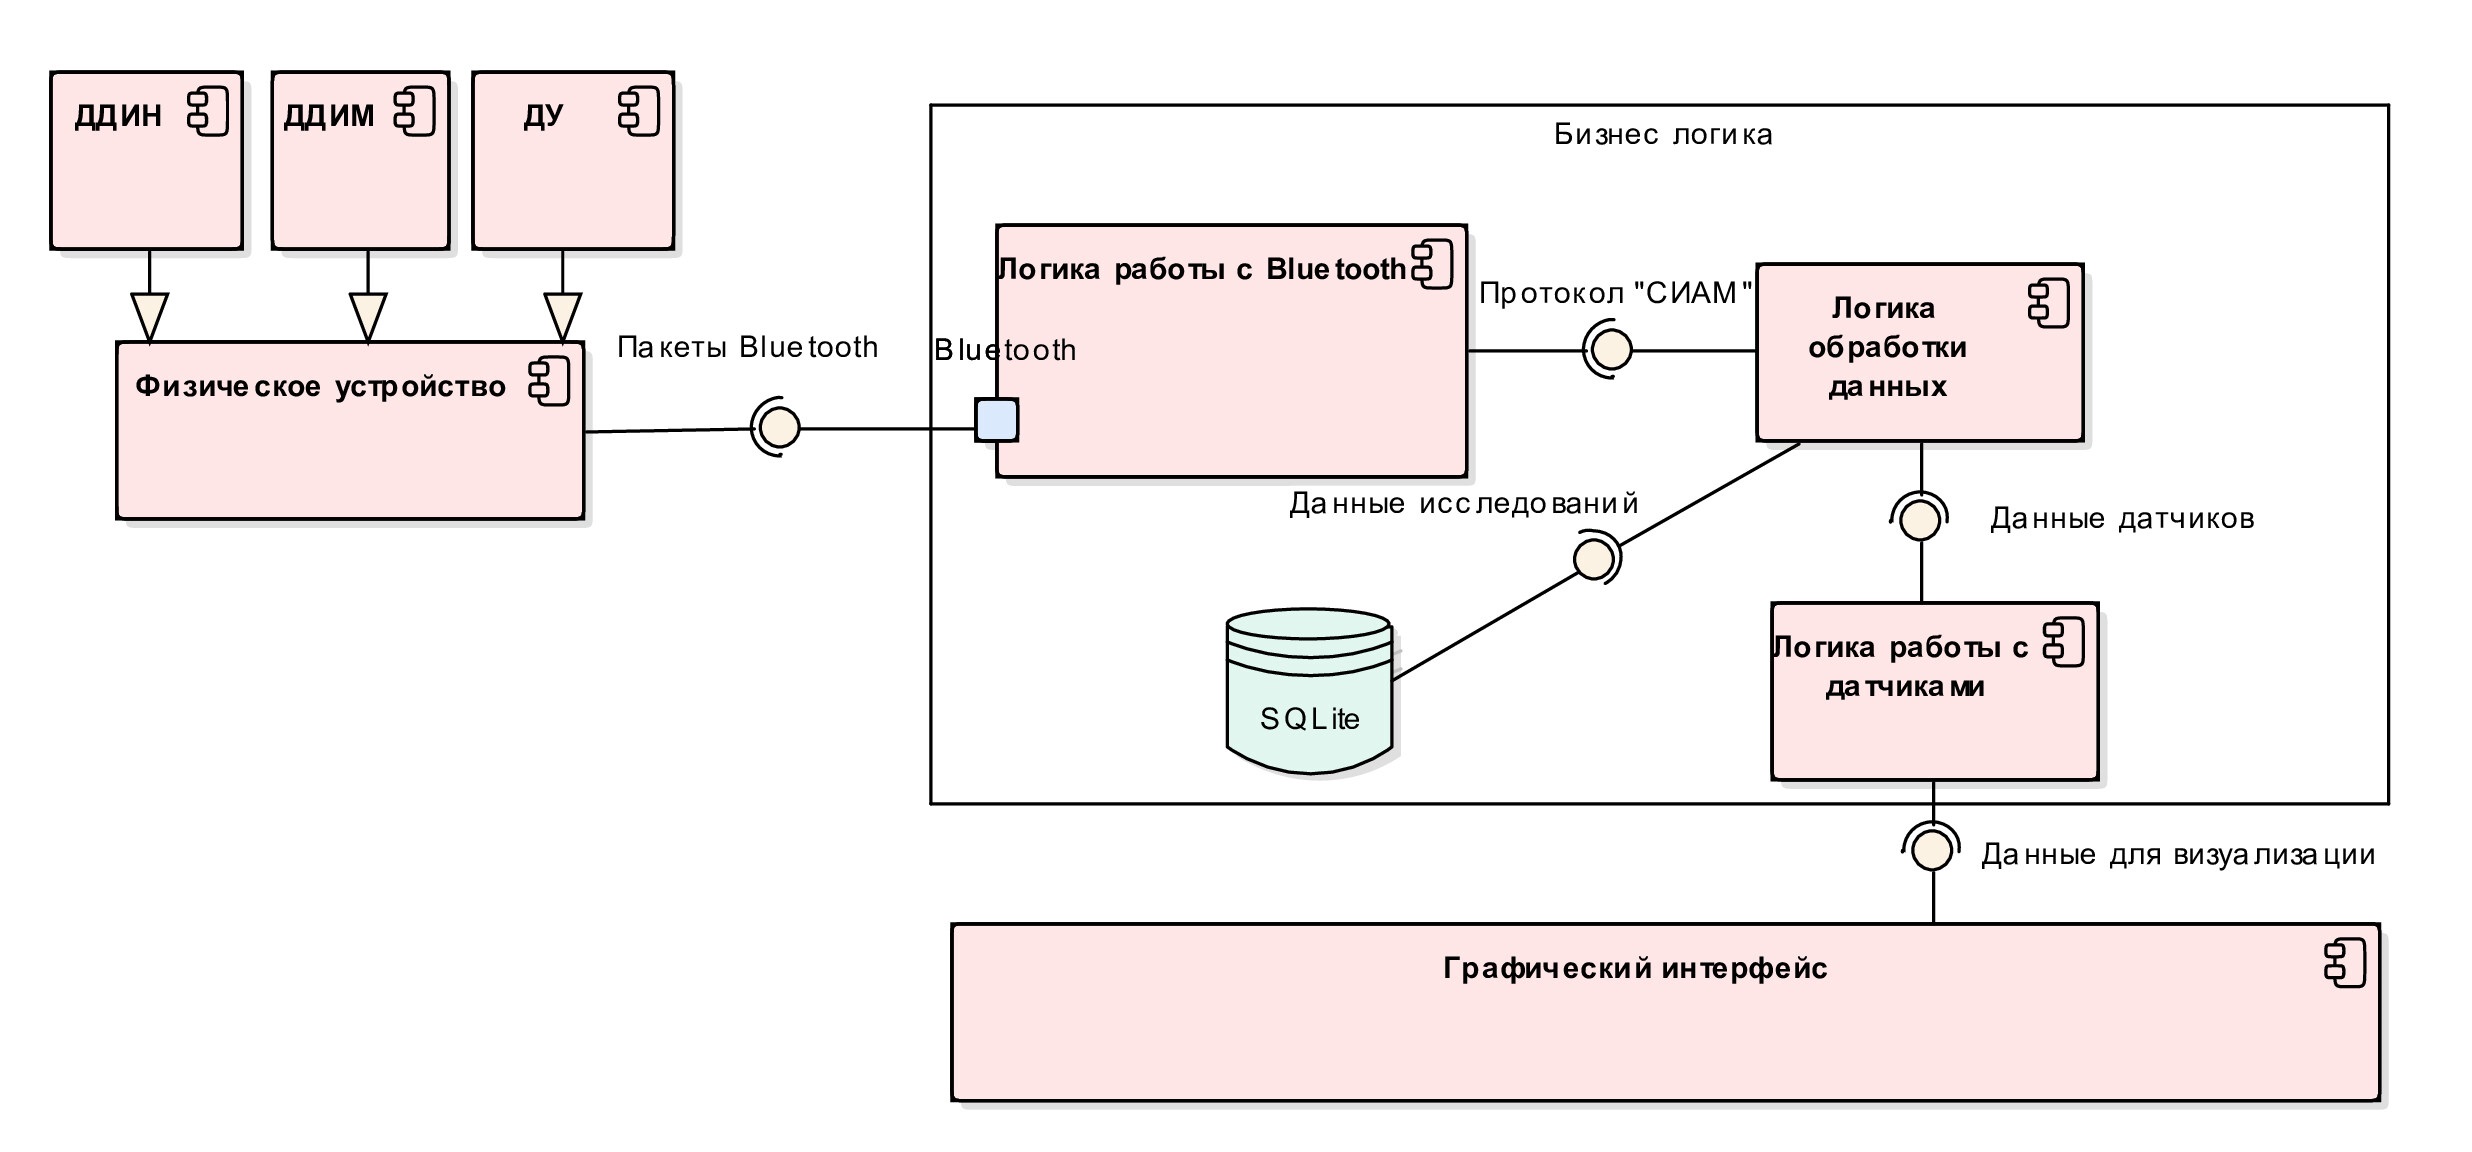 ДДИН
ДДИМ
ДУ
Бизнес логика
Логика работы с Bluetooth
Протокол "СИАМ"
Логика
обработки
данных
Пакеты Bluetooth
Bluetooth
Физическое устройство
Данные исследований
Данные датчиков
Логика работы с
датчиками
SQLite
Данные для визуализации
Графический интерфейс